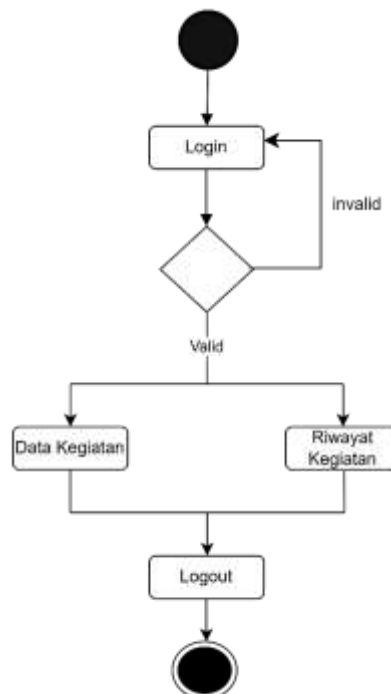 Login
invalid
Valid
Data Kegiatan
Riwayat
Kegiatan
Logout